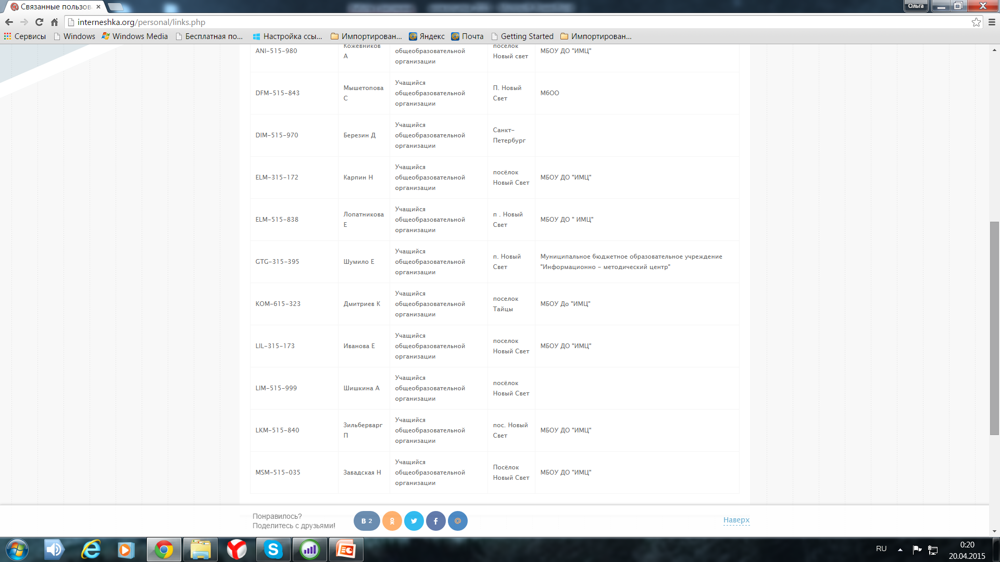 Связанные пользов
Ольга
interneshka.org/personal/links.php
Сервисы Windows Windows Media Бесплатная по... Настройка ссы... Импортирован... Яндекс Почта Getting Started Импортирован...
ANI-515-980
Кожевников
А
общеобразовательной
организации
поселок
Новый свет
МБОУ ДО "ИМЦ"
DFM-515-843
Мышетопова
С
Учащийся
общеобразовательной
организации
П. Новый
Свет
МбОО
DIM-515-970
Березин Д
Учащийся
общеобразовательной
организации
Санкт-
Петербург
ELM-315-172
Карпин Н
Учащийся
общеобразовательной
организации
посёлок
Новый Свет
МБОУ ДО "ИМЦ"
ELM-515-838
Лопатникова
Е
Учащийся
общеобразовательной
организации
п . Новый
Свет
МБОУ ДО " ИМЦ"
GTG-315-395
Шумило Е
Учащийся
общеобразовательной
организации
п. Новый
Свет
Муниципальное бюджетное образовательное учреждение
"Информационно - методический центр"
KOM-615-323
Дмитриев К
Учащийся
общеобразовательной
организации
поселок
Тайцы
МБОУ До "ИМЦ"
LIL-315-173
Иванова Е
Учащийся
общеобразовательной
организации
поселок
Новый Свет
МБОУ ДО "ИМЦ"
LIM-515-999
Шишкина А
Учащийся
общеобразовательной
организации
посёлок
Новый Свет
LKM-515-840
Зильберварг
П
Учащийся
общеобразовательной
организации
пос. Новый
Свет
МБОУ ДО "ИМЦ"
MSM-515-035
Завадская Н
Учащийся
общеобразовательной
организации
Посёлок
Новый Свет
МБОУ ДО "ИМЦ"
Понравилось?
Поделитесь с друзьями!
В 2
Наверх
RU
0:20
20.04.2015